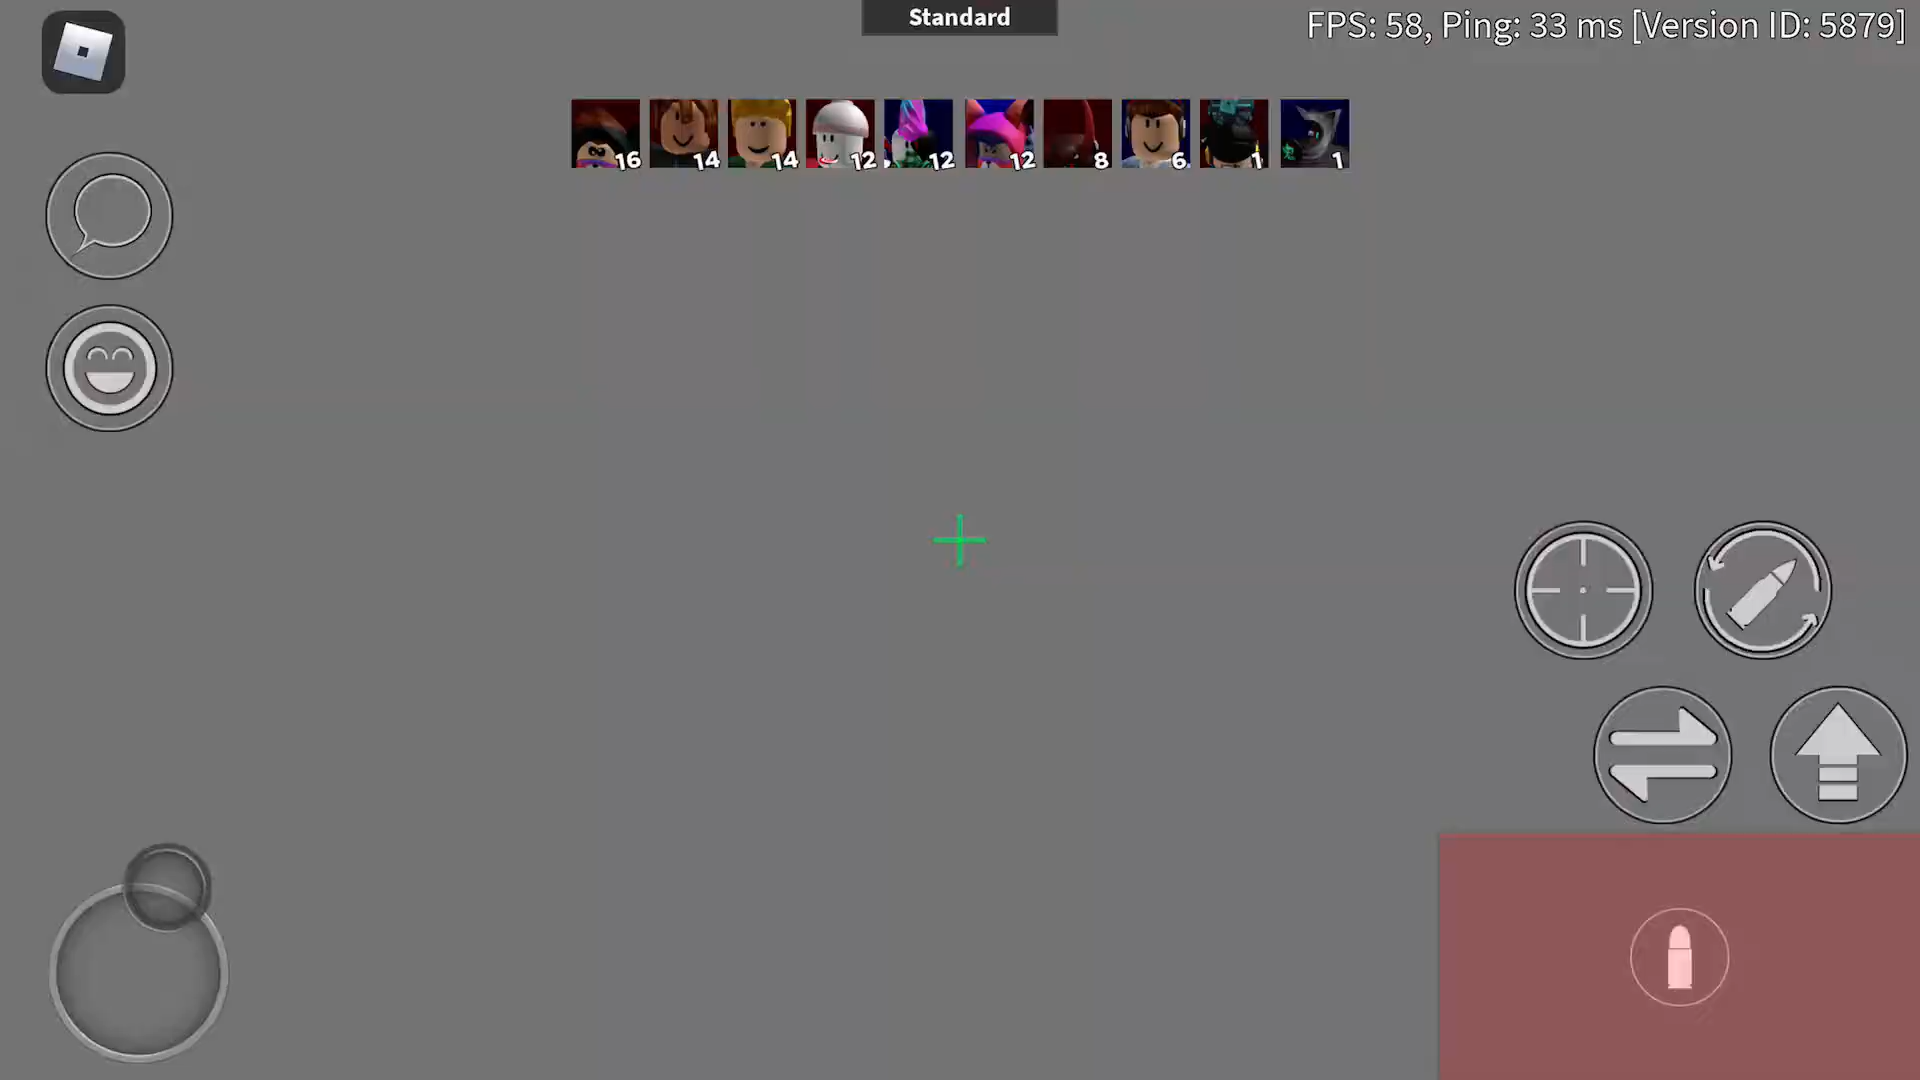 Standard
FPS: 58, Ping: 33 ms [Version ID: 5879]
16 14 14 12 12 12 8 6 1 1